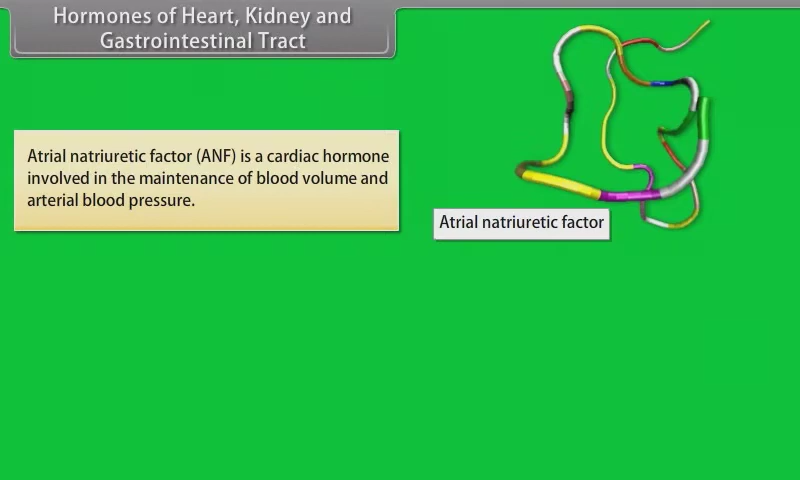 Hormones of Heart, Kidney and
Gastrointestinal Tract
Atrial natriuretic factor (ANF) is a cardiac hormone
involved in the maintenance of blood volume and
arterial blood pressure.
Atrial natriuretic factor